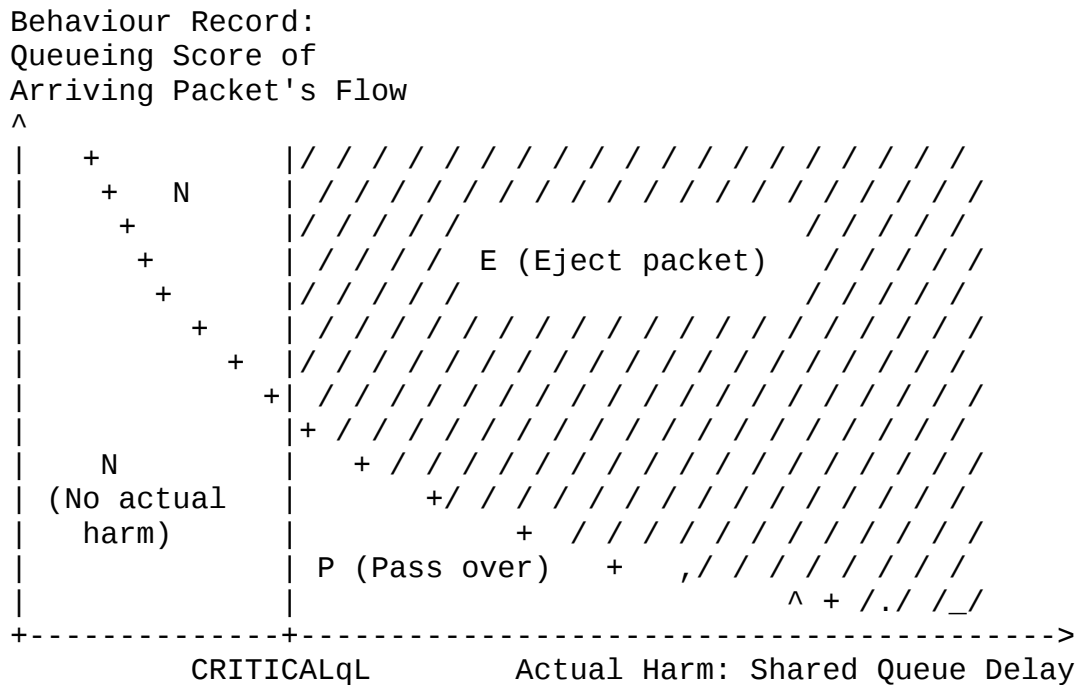 Behaviour Record:
Queueing Score of
Arriving Packet's Flow
^
|    +             |/ / / / / / / / / / / / / / / / / / /
|     +   N        | / / / / / / / / / / / / / / / / / / /
|      +           |/ / / / /                   / / / / /
|       +          | / / / /  E (Eject packet)   / / / / /
|        +         |/ / / / /                   / / / / /
|          +       | / / / / / / / / / / / / / / / / / / /
|            +     |/ / / / / / / / / / / / / / / / / / /
|              +| / / / / / / / / / / / / / / / / / / /
|               |+ / / / / / / / / / / / / / / / / / /
|    N          |    + / / / / / / / / / / / / / / / / /
| (No actual    |        +/ / / / / / / / / / / / / / /
|   harm)       |             +  / / / / / / / / / / / /
|               | P (Pass over)   +   ,/ / / / / / / /
|               |                            ^ + /./ /_/
+--------------+------------------------------------------>
CRITICALqL        Actual Harm: Shared Queue Delay